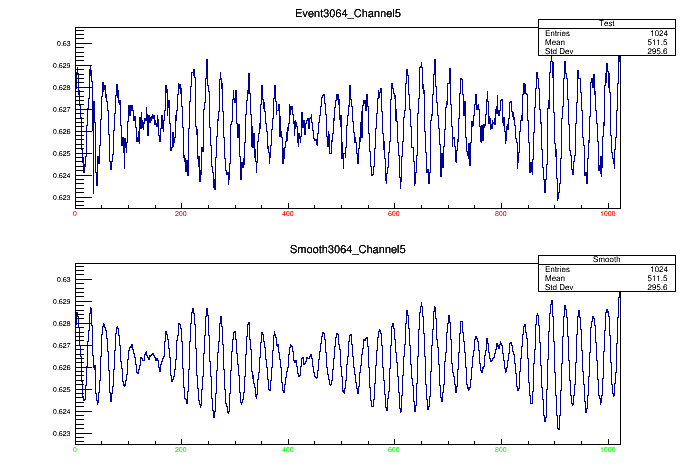 Event3064_Channel5
Test
Entries 1024
Mean 511.5
Std Dev 295.6
0.63
0.629
0.628
0.627
0.626
0.625
0.624
0.623
0 200 400 600 800 1000
Smooth3064_Channel5
Smooth
Entries 1024
Mean 511.5
Std Dev 295.6
0.63
0.629
0.628
0.627
0.626
0.625
0.624
0.623
0 200 400 600 800 1000